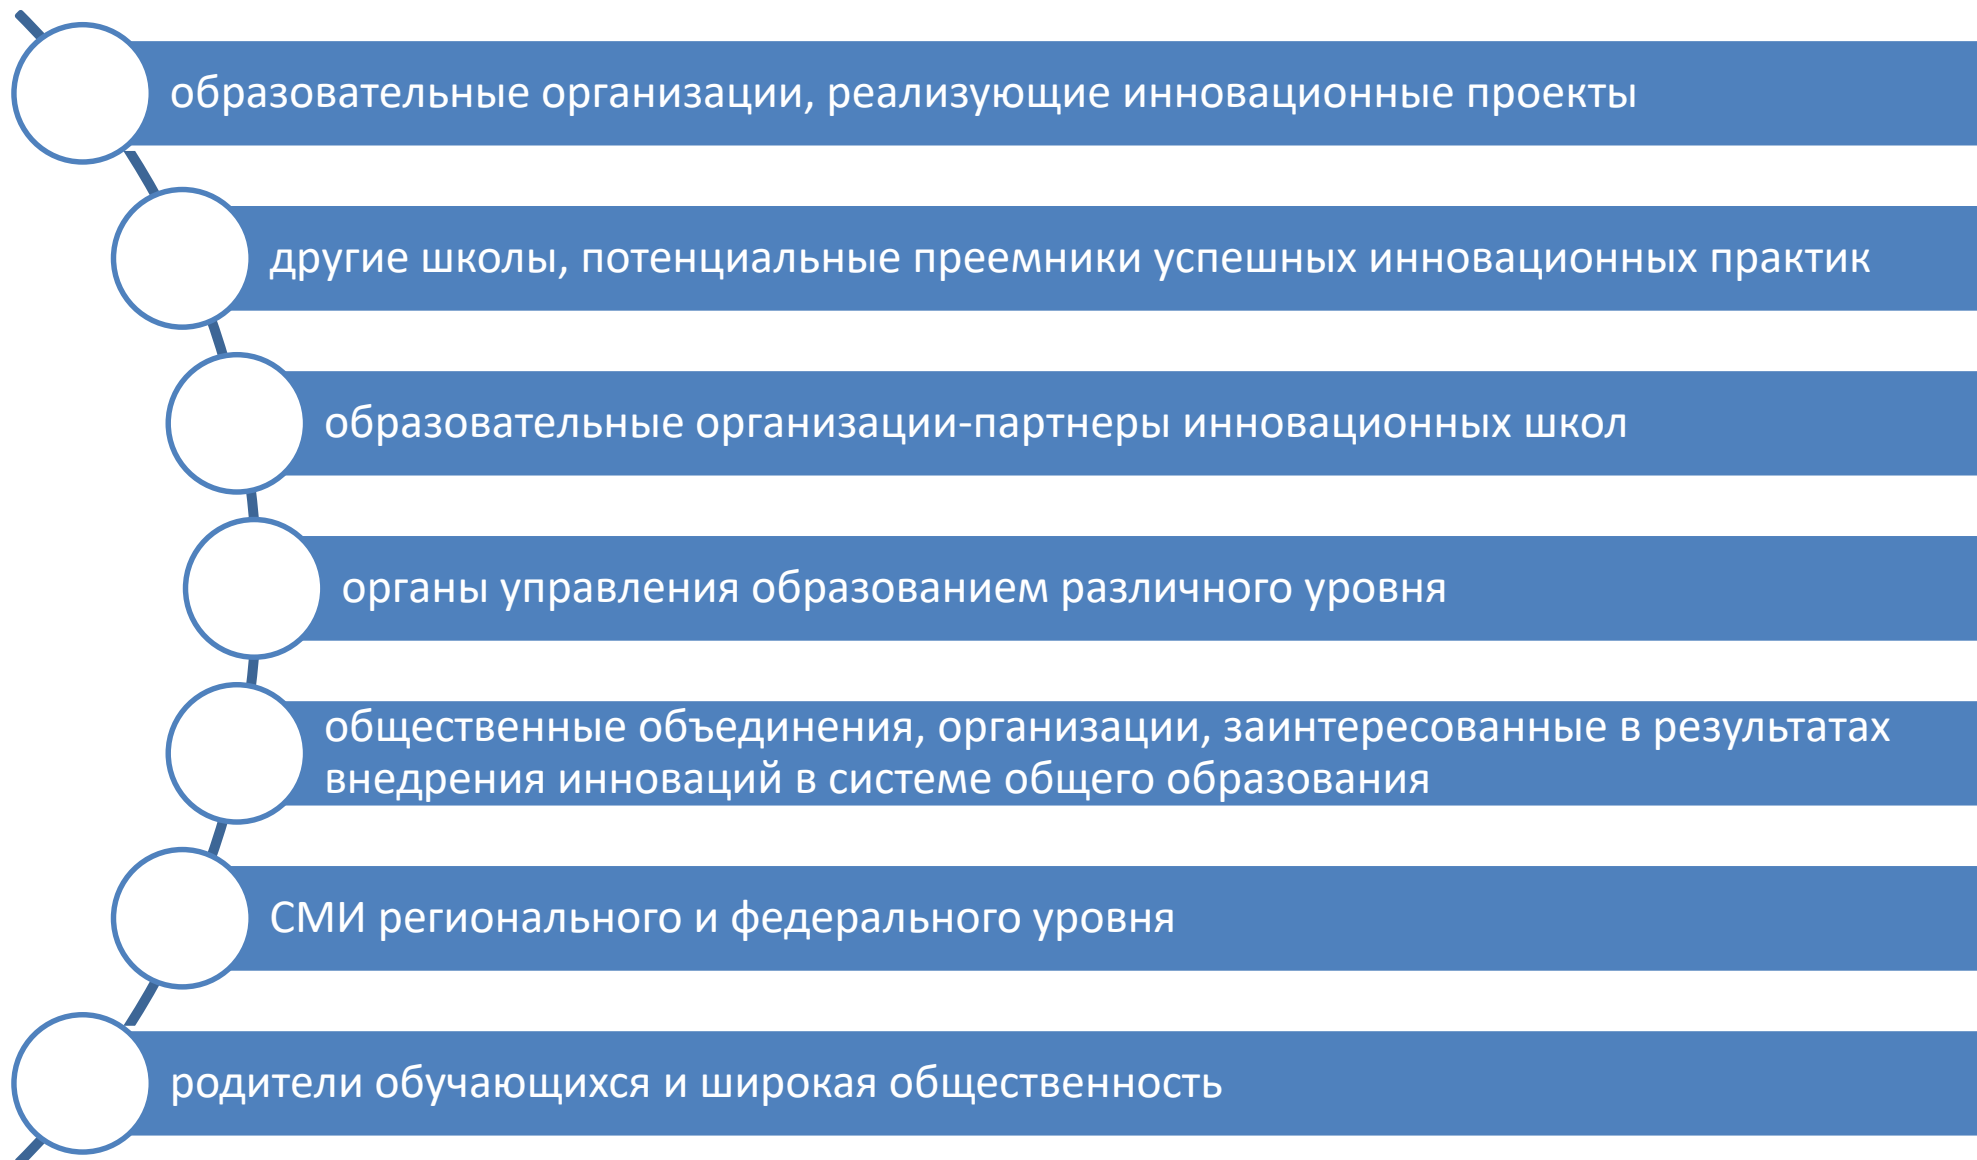 образовательные организации, реализующие инновационные проекты
другие школы, потенциальные преемники успешных инновационных практик
образовательные организации-партнеры инновационных школ
органы управления образованием различного уровня
общественные объединения, организации, заинтересованные в результатах
внедрения инноваций в системе общего образования
СМИ регионального и федерального уровня
родители обучающихся и широкая общественность